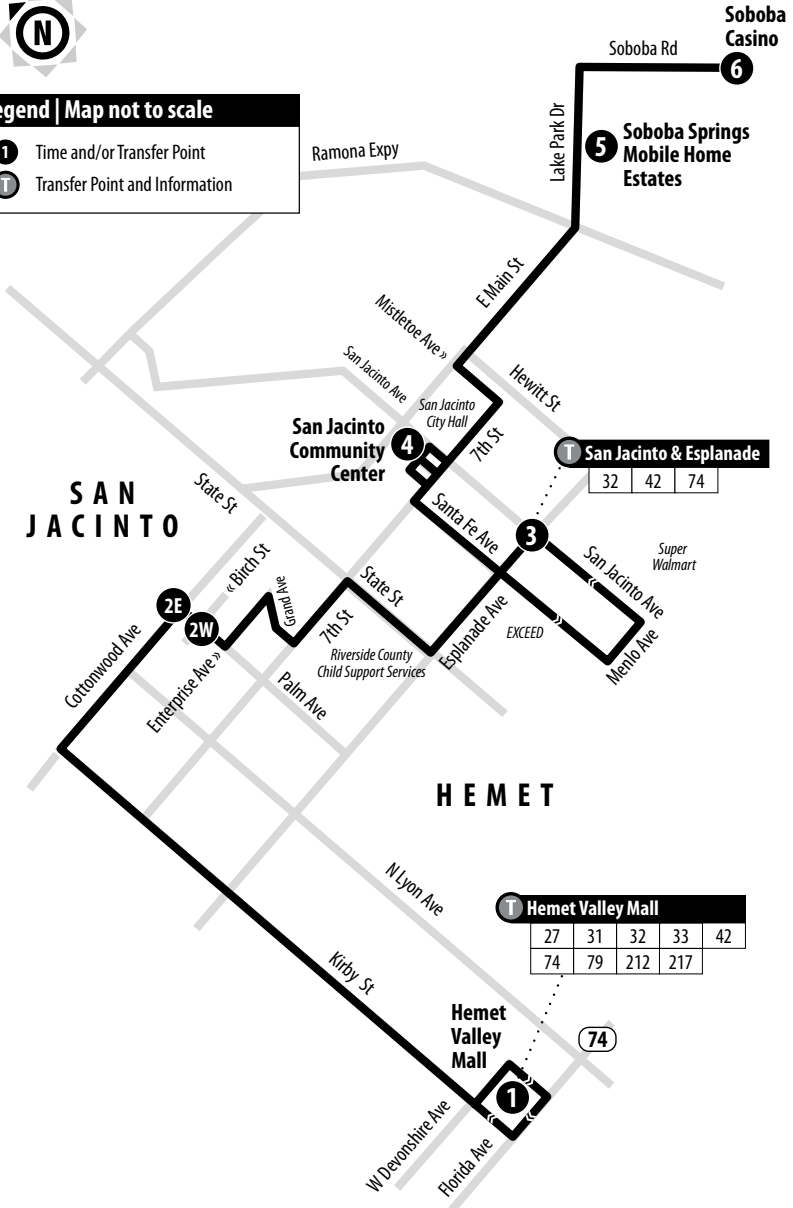 N
Soboba
Casino
Soboba Rd
6
egend | Map not to scale
1 Time and/or Transfer Point
T Transfer Point and Information
Ramona Expy
Lake Park Dr
5
Soboba Springs
Mobile Home
Estates
E Main St
Mistletoe Ave »
San Jacinto Ave
Hewitt St
San Jacinto
City Hall
San Jacinto
Community
Center
4
7th St
T San Jacinto & Esplanade
32 42 74
SAN
JACINTO
State St
Santa Fe Ave
3
San Jacinto Ave
Super
Walmart
« Birch St
Grand Ave
State St
2E
2W
7th St
Esplanade Ave
EXCEED
Menlo Ave
Riverside County
Child Support Services
Cottonwood Ave
Enterprise Ave »
Palm Ave
HEMET
N Lyon Ave
T Hemet Valley Mall
27 31 32 33 42
74 79 212 217
Kirby St
Hemet
Valley
Mall
74
1
W Devonshire Ave
Florida Ave